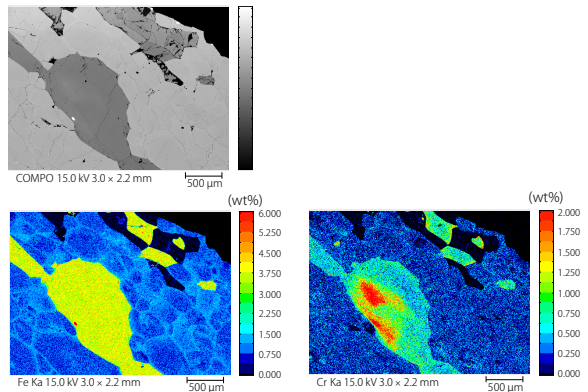 COMPO 15.0 kV 3.0 × 2.2 mm
500 μm
(wt%)
6.000
5.250
4.500
3.750
3.000
2.250
1.500
0.750
0.000
Fe Ka 15.0 kV 3.0 × 2.2 mm
500 μm
(wt%)
2.000
1.750
1.500
1.250
1.000
0.750
0.500
0.250
0.000
Cr Ka 15.0 kV 3.0 × 2.2 mm
500 μm